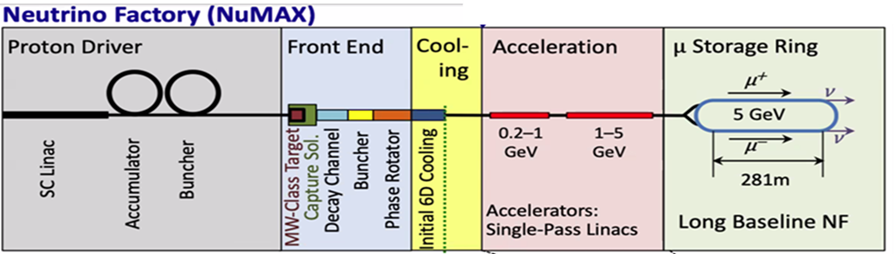 Neutrino Factory (NuMAX)
Proton Driver
SC Linac
Accumulator
Buncher
Front End
MW-Class Target
Capture Sol.
Decay Channel
Buncher
Phase Rotator
Cool-
ing
Initial 6D Cooling
Acceleration
0.2–1
GeV
1–5
GeV
Accelerators:
Single-Pass Linacs
μ Storage Ring
μ+
ν
5 GeV
μ−
ν
281m
Long Baseline NF